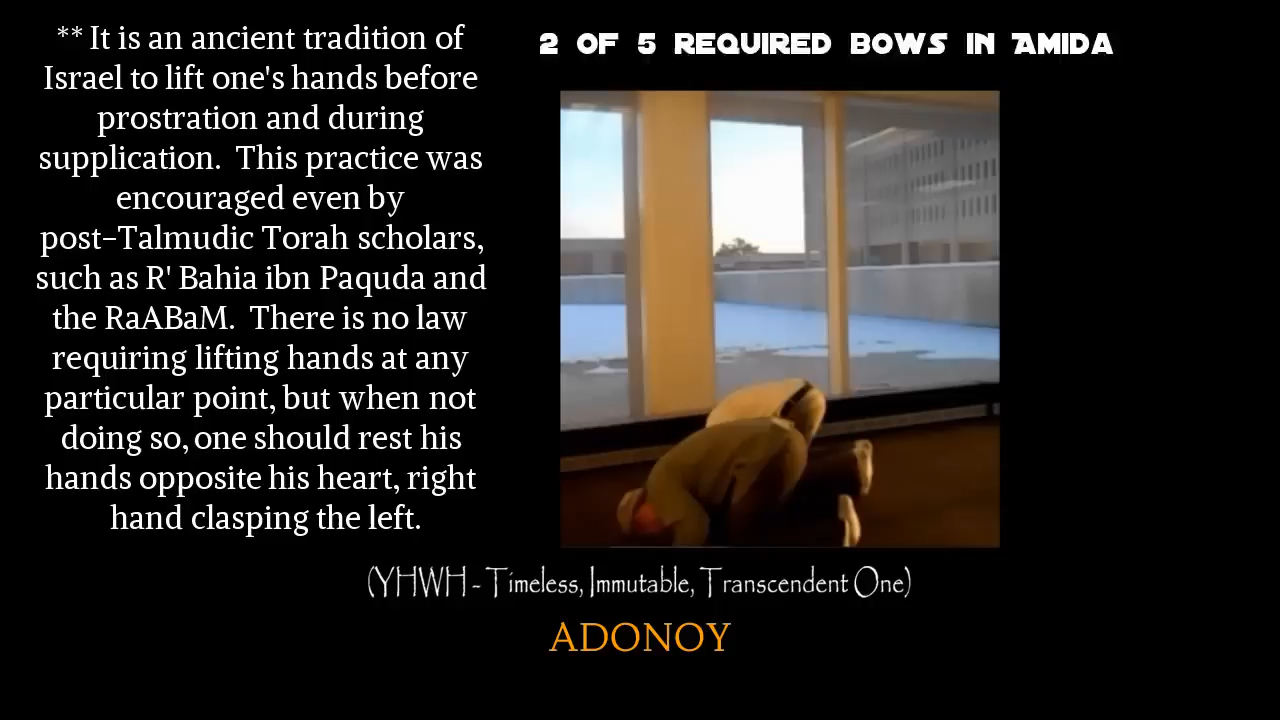 ** It is an ancient tradition of
Israel to lift one's hands before
prostration and during
supplication.  This practice was
encouraged even by
post-Talmudic Torah scholars,
such as R' Bahia ibn Paquda and
the RaABaM.  There is no law
requiring lifting hands at any
particular point, but when not
doing so, one should rest his
hands opposite his heart, right
hand clasping the left.
2 OF 5 REQUIRED BOWS IN AMIDA
(YHWH - Timeless, Immutable, Transcendent One)
ADONOY